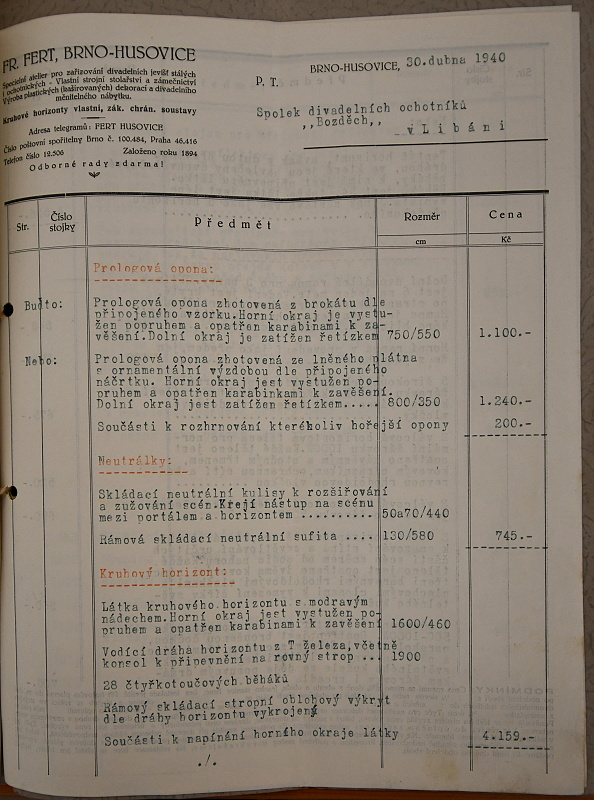 FR. FERT, BRNO-HUSOVICE
Specielní atelier pro zařizování divadelních jevišť stálých
i ochotnických - Vlastní strojní stolařství a zámečnictví
Výroba plastických (kašírovaných) dekorací a divadelního
měnitelného nábytku.
Kruhové horizonty vlastní, zák. chrán. soustavy
Adresa telegramů: FERT HUSOVICE
Číslo poštovní spořitelny Brno č. 100.484, Praha 46.416
Telefon číslo 12.506 Založeno roku 1894
Odborné rady zdarma!
BRNO-HUSOVICE, 30.dubna 1940
P. T.
Spolek divadelních ochotníků
,,Bozděch,,
v Libáni
Str. Číslo stojky Předmět Rozměr Cena
cm Kč
Prologová opona:
Buďto: Prologová opona zhotovená z brokátu dle
připojeného vzorku.Horní okraj je vystu-
žen popruhem a opatřen karabinami k za-
věšení.Dolní okraj je zatížen řetízkem 750/550 1.100.-
Nebo: Prologová opona zhotovená ze lněného plátna
s ornamentální výzdobou dle připojeného
náčrtku. Horní okraj jest vystužen po-
pruhem a opatřen karabinkami k zavěšení.
Dolní okraj jest zatížen řetízkem..... 800/350 1.240.-
Součásti k rozhrnování kterékoliv hořejší opony 200.-
Neutrálky:
Skládací neutrální kulisy k rozšiřování
a zužování scén.Křejí nástup na scénu
mezi portálem a horizontem .......... 50a70/440
Rámová skládací neutrální sufita .... 130/580 745.-
Kruhový horizont:
Látka kruhového horizontu s modravým
nádechem.Horní okraj jest vystužen po-
pruhem a opatřen karabinami k zavěšení 1600/460
Vodící dráha horizontu z T železa,včetně
konsol k připevnění na rovný strop ... 1900
28 čtyřkotoučových běháků
Rámový skládací stropní obloukový výkryt
dle dráhy horizontu vykrojený
Součásti k napínání horního okraje látky 4.159.-
./.